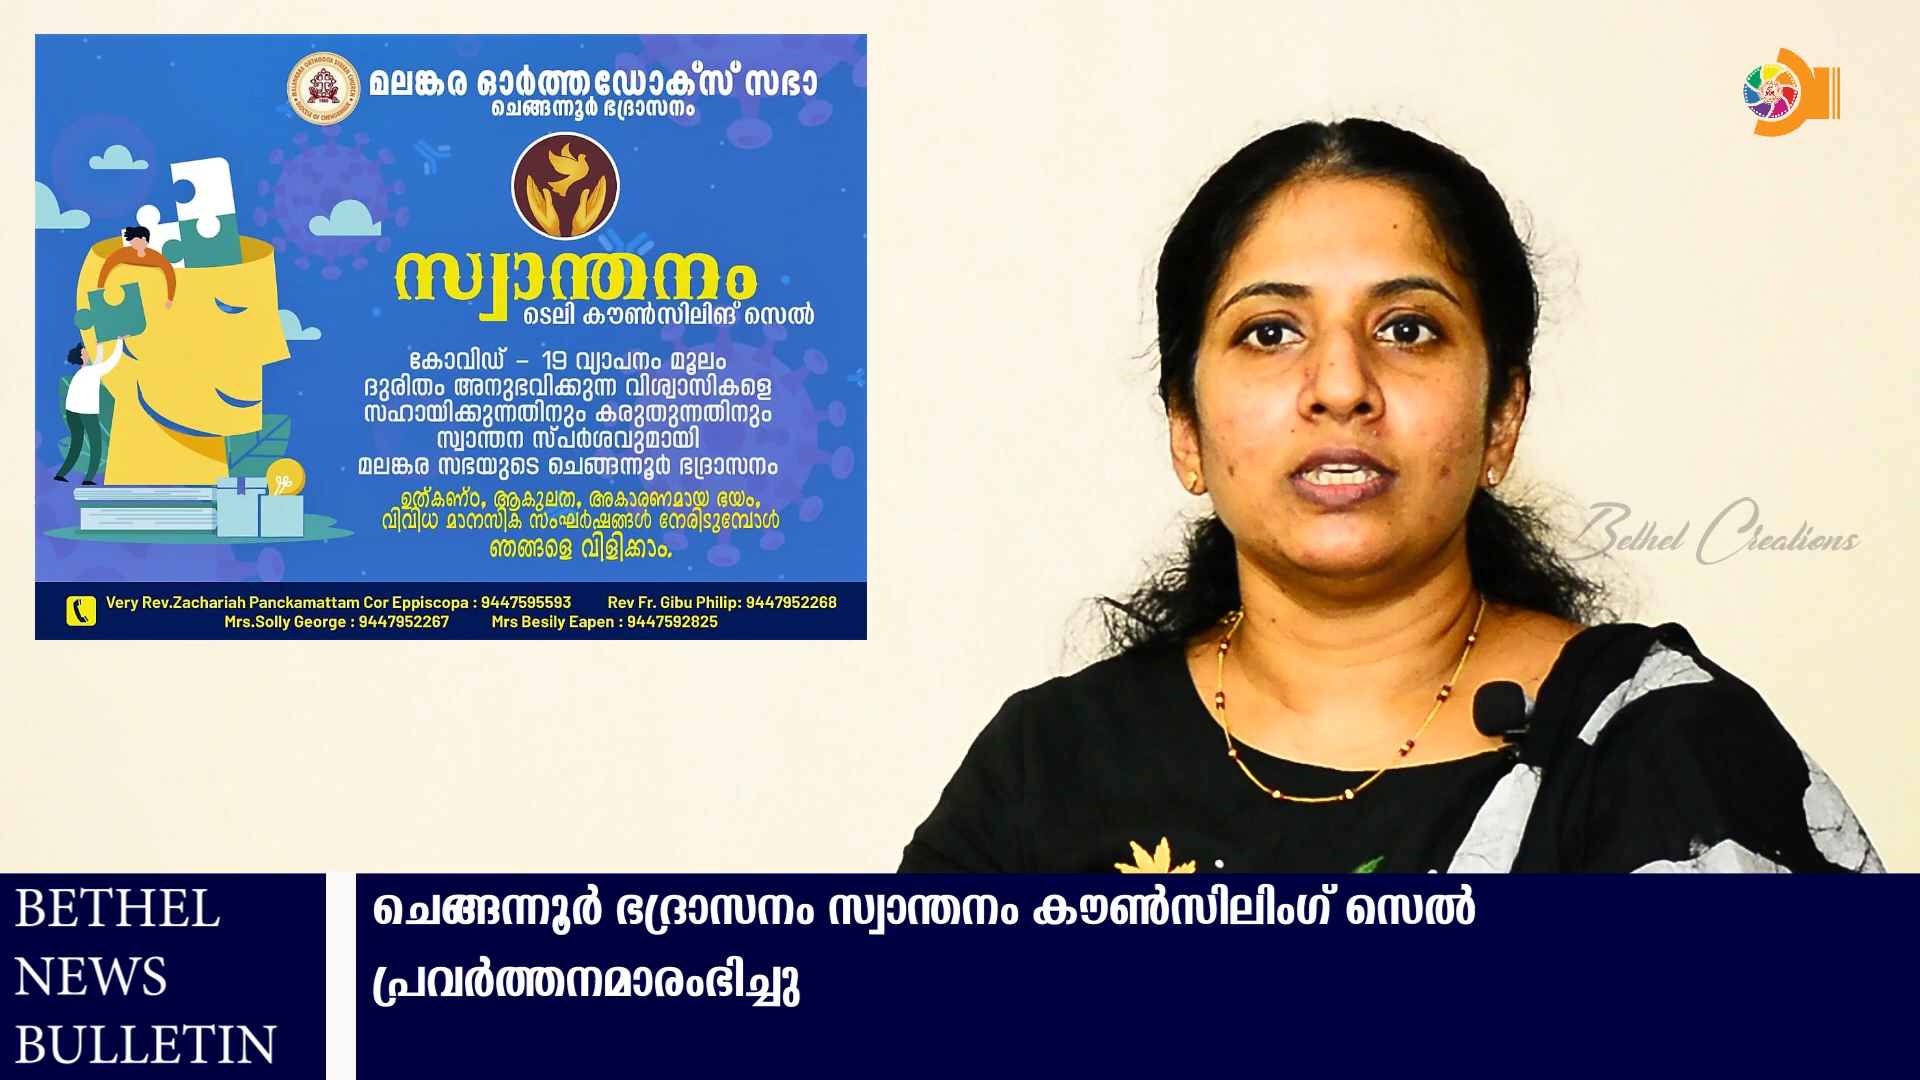 മലങ്കര ഓർത്തഡോക്സ് സഭാ
ചെങ്ങന്നൂർ ഭദ്രാസനം
സ്വാന്തനം
ടെലി കൗൺസിലിങ് സെൽ
കോവിഡ് – 19 വ്യാപനം മൂലം
ദുരിതം അനുഭവിക്കുന്ന വിശ്വാസികളെ
സഹായിക്കുന്നതിനും കരുതുന്നതിനും
സ്വാന്തന സ്പർശവുമായി
മലങ്കര സഭയുടെ ചെങ്ങന്നൂർ ഭദ്രാസനം
ഉത്കണ്ഠ, ആകുലത, അകാരണമായ ഭയം,
വിവിധ മാനസിക സംഘർഷങ്ങൾ നേരിടുമ്പോൾ
ഞങ്ങളെ വിളിക്കാം.
Very Rev.Zachariah Panckamattam Cor Eppiscopa : 9447595593 Rev Fr. Gibu Philip: 9447952268
Mrs.Solly George : 9447952267 Mrs Besily Eapen : 9447592825
Bethel Creations
BETHEL
NEWS
BULLETIN
ചെങ്ങന്നൂർ ഭദ്രാസനം സ്വാന്തനം കൗൺസിലിംഗ് സെൽ
പ്രവർത്തനമാരംഭിച്ചു